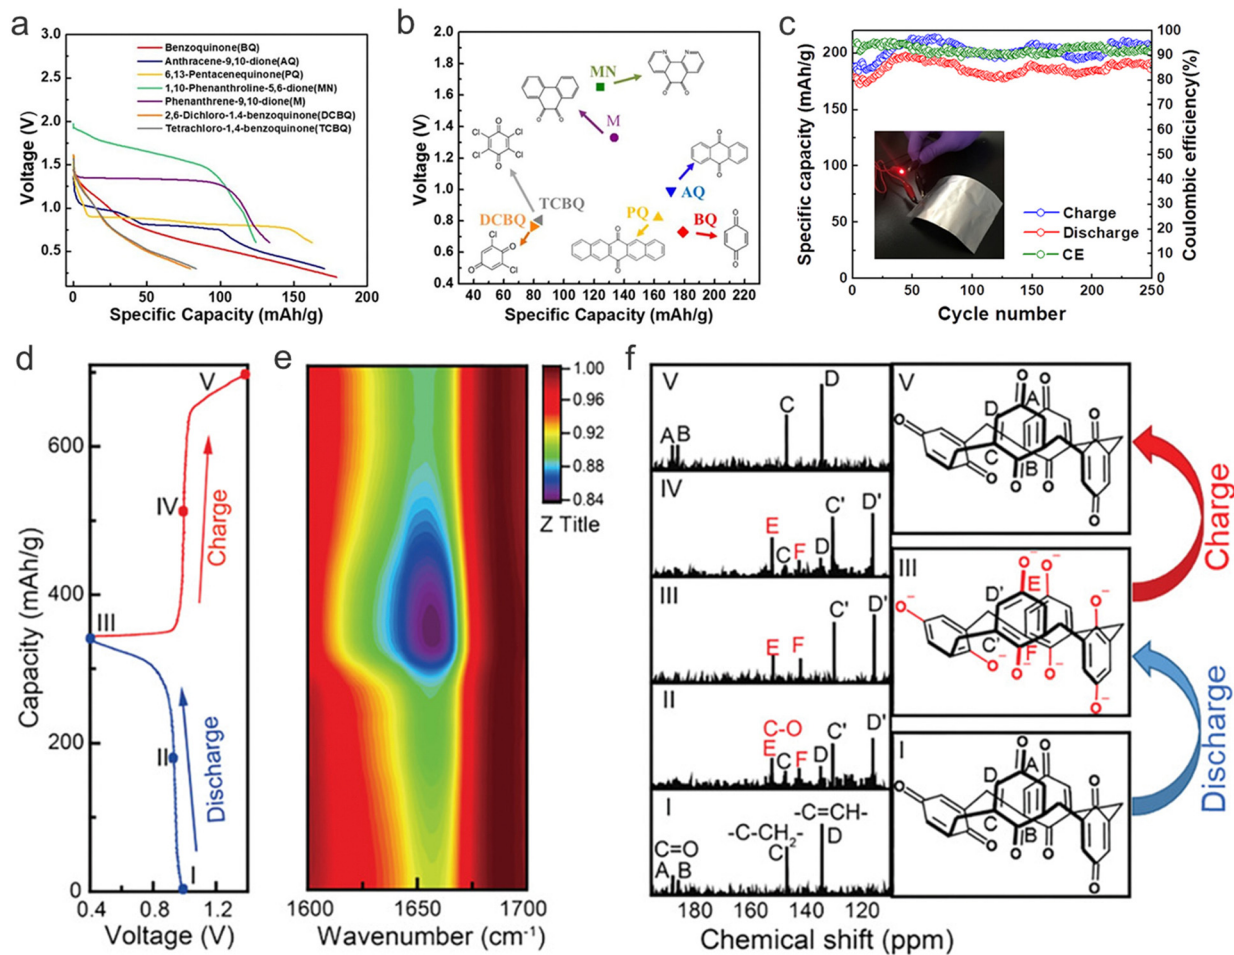 a
3.0
2.5
2.0
1.5
1.0
0.5
0.0
Voltage (V)
Benzoquinone(BQ)
Anthracene-9,10-dione(AQ)
6,13-Pentacenequinone(PQ)
1,10-Phenanthroline-5,6-dione(MN)
Phenanthrene-9,10-dione(M)
2,6-Dichloro-1,4-benzoquinone(DCBQ)
Tetrachloro-1,4-benzoquinone(TCBQ)
0 50 100 150 200
Specific Capacity (mAh/g)
b
2.0
1.8
1.6
1.4
1.2
1.0
0.8
0.6
0.4
Voltage (V)
MN
N N
O O
M
O O
Cl O Cl
Cl O Cl
TCBQ
DCBQ
Cl O
O Cl
PQ
O
O
AQ
O
O
BQ
O
O
40 60 80 100 120 140 160 180 200 220
Specific Capacity (mAh/g)
c
200
150
100
50
0
Specific capacity (mAh/g)
100
90
80
70
60
50
40
30
20
10
0
Coulombic efficiency(%)
Charge
Discharge
CE
0 50 100 150 200 250
Cycle number
d
600
400
200
0
Capacity (mAh/g)
V
IV
Charge
III
II
Discharge
I
0.4 0.8 1.2
Voltage (V)
e
1.00
0.96
0.92
0.88
0.84
Z Title
1600 1650 1700
Wavenumber (cm⁻¹)
f
V
A B C D
IV
E C F D C' D'
III
E F C' D'
II
C-O
E C F D C' D'
I
C=O
A B
-C-CH₂-
C
-C=CH-
D
180 160 140 120
Chemical shift (ppm)
V
O O O
D A
O
C B
O O O O
III
O⁻ O⁻
E
D'
O⁻ O⁻
C'
F
O⁻ O⁻ O⁻
O⁻
I
O O O
D A
O
C B
O O O O
Charge
Discharge